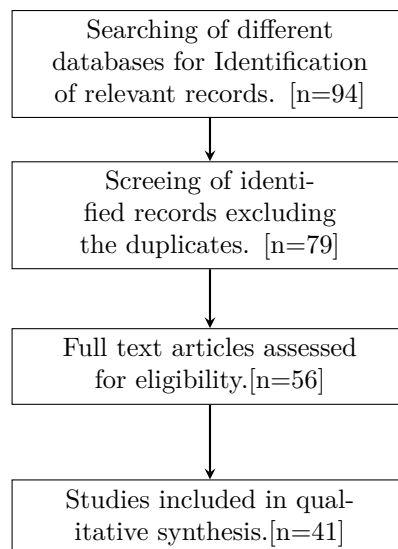 Searching of different
databases for Identification
of relevant records. [n=94]
Screeing of identi-
fied records excluding
the duplicates. [n=79]
Full text articles assessed
for eligibility.[n=56]
Studies included in qual-
itative synthesis.[n=41]